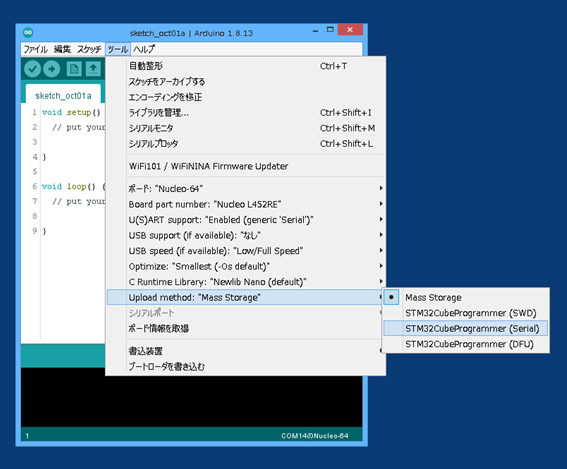 sketch_oct01a | Arduino 1.8.13
ファイル 編集 スケッチ ツール ヘルプ
sketch_oct01a
自動整形 Ctrl+T
スケッチをアーカイブする
エンコーディングを修正
ライブラリを管理... Ctrl+Shift+I
シリアルモニタ Ctrl+Shift+M
シリアルプロッタ Ctrl+Shift+L
WiFi101 / WiFiNINA Firmware Updater
ボード: "Nucleo-64"
Board part number: "Nucleo L452RE"
U(S)ART support: "Enabled (generic 'Serial')"
USB support (if available): "なし"
USB speed (if available): "Low/Full Speed"
Optimize: "Smallest (-Os default)"
C Runtime Library: "Newlib Nano (default)"
Upload method: "Mass Storage"
シリアルポート
ボード情報を取得
書込装置
ブートローダを書き込む
Mass Storage
STM32CubeProgrammer (SWD)
STM32CubeProgrammer (Serial)
STM32CubeProgrammer (DFU)
1 void setup()
2 // put your
3
4 }
5
6 void loop() {
7 // put your
8
9 }
1 COM14のNucleo-64